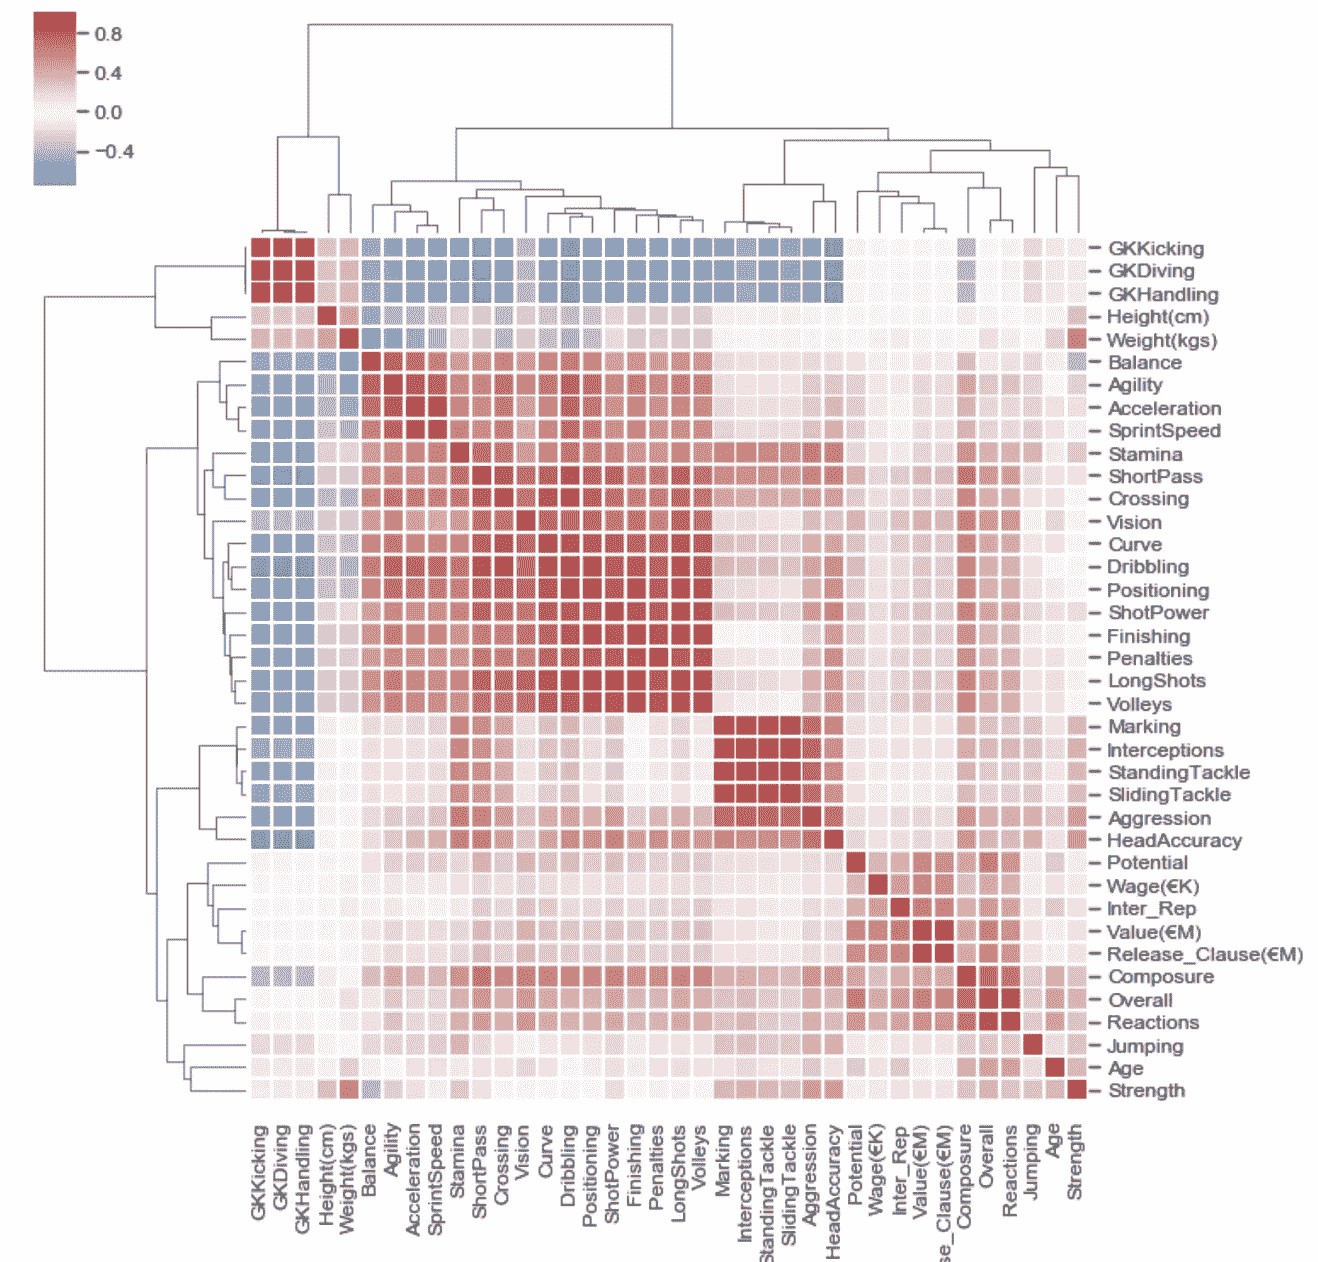 0.8
0.4
0.0
−0.4
GKKicking
GKDiving
GKHandling
Height(cm)
Weight(kgs)
Balance
Agility
Acceleration
SprintSpeed
Stamina
ShortPass
Crossing
Vision
Curve
Dribbling
Positioning
ShotPower
Finishing
Penalties
LongShots
Volleys
Marking
Interceptions
StandingTackle
SlidingTackle
Aggression
HeadAccuracy
Potential
Wage(€K)
Inter_Rep
Value(€M)
Release_Clause(€M)
Composure
Overall
Reactions
Jumping
Age
Strength
GKKicking
GKDiving
GKHandling
Height(cm)
Weight(kgs)
Balance
Agility
Acceleration
SprintSpeed
Stamina
ShortPass
Crossing
Vision
Curve
Dribbling
Positioning
ShotPower
Finishing
Penalties
LongShots
Volleys
Marking
Interceptions
StandingTackle
SlidingTackle
Aggression
HeadAccuracy
Potential
Wage(€K)
Inter_Rep
Value(€M)
se_Clause(€M)
Composure
Overall
Reactions
Jumping
Age
Strength